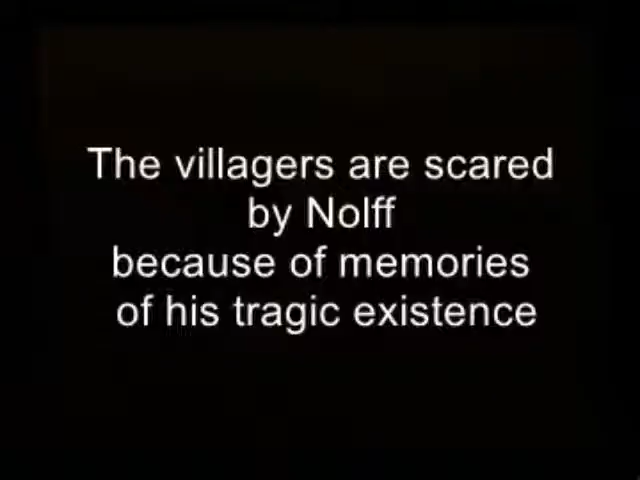 The villagers are scared
by Nolff
because of memories
of his tragic existence